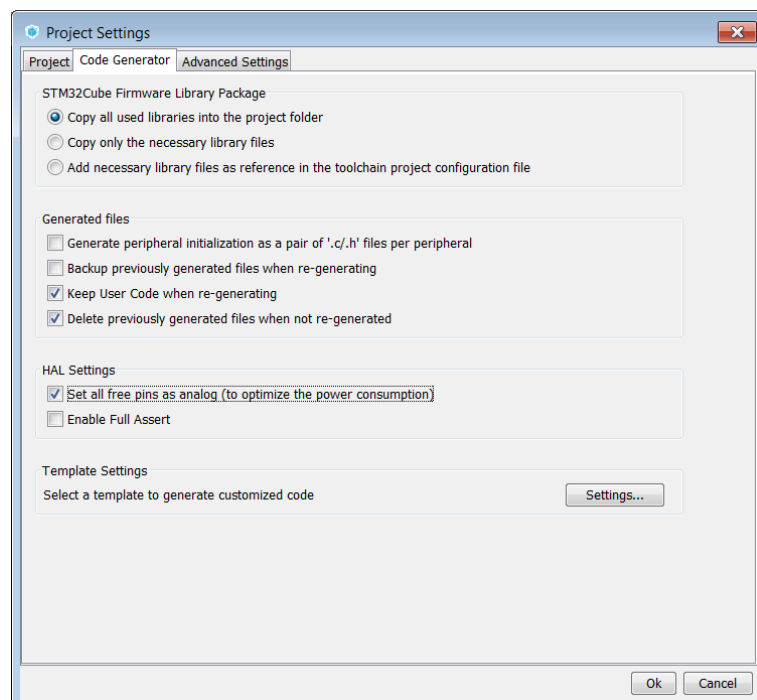 Project Settings
Project Code Generator Advanced Settings
STM32Cube Firmware Library Package
Copy all used libraries into the project folder
Copy only the necessary library files
Add necessary library files as reference in the toolchain project configuration file
Generated files
Generate peripheral initialization as a pair of '.c/.h' files per peripheral
Backup previously generated files when re-generating
Keep User Code when re-generating
Delete previously generated files when not re-generated
HAL Settings
Set all free pins as analog (to optimize the power consumption)
Enable Full Assert
Template Settings
Select a template to generate customized code Settings...
Ok Cancel